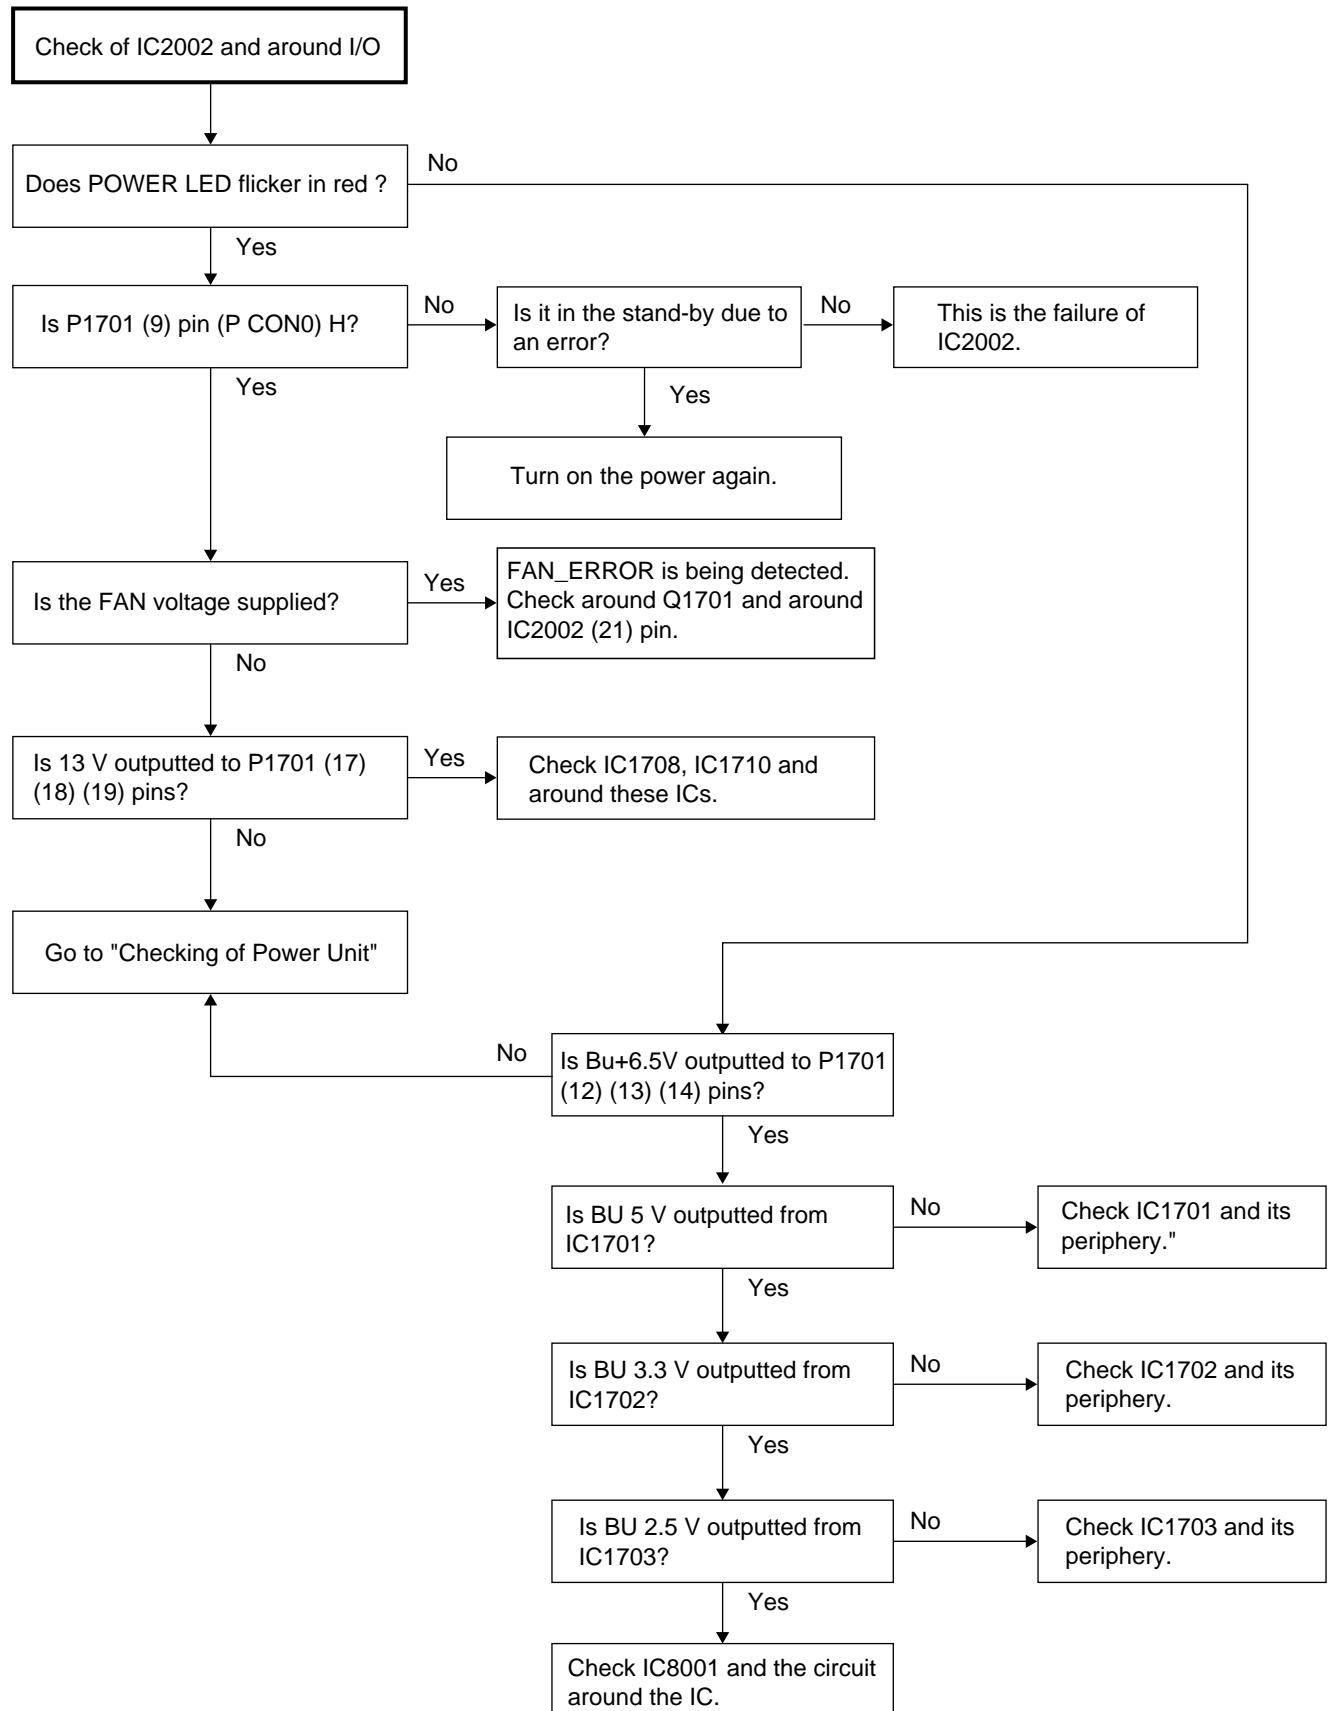 Check of IC2002 and around I/O
Does POWER LED flicker in red ?
No
Yes
Is P1701 (9) pin (P CON0) H?
No
Is it in the stand-by due to
an error?
No
This is the failure of
IC2002.
Yes
Yes
Turn on the power again.
Is the FAN voltage supplied?
Yes
FAN_ERROR is being detected.
Check around Q1701 and around
IC2002 (21) pin.
No
Is 13 V outputted to P1701 (17)
(18) (19) pins?
Yes
Check IC1708, IC1710 and
around these ICs.
No
Go to "Checking of Power Unit"
No
Is Bu+6.5V outputted to P1701
(12) (13) (14) pins?
Yes
Is BU 5 V outputted from
IC1701?
No
Check IC1701 and its
periphery."
Yes
Is BU 3.3 V outputted from
IC1702?
No
Check IC1702 and its
periphery.
Yes
Is BU 2.5 V outputted from
IC1703?
No
Check IC1703 and its
periphery.
Yes
Check IC8001 and the circuit
around the IC.